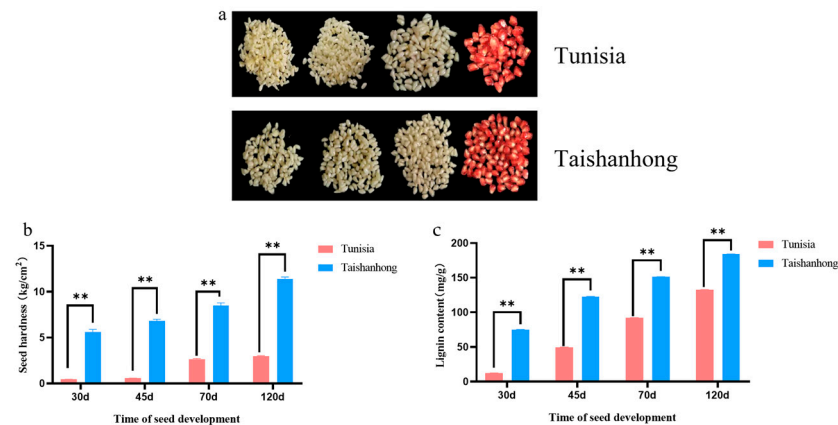 a
Tunisia
Taishanhong
b
Tunisia
Taishanhong
Seed hardness (kg/cm²)
15
10
5
0
**
**
**
**
30d
45d
70d
120d
Time of seed development
c
Tunisia
Taishanhong
Lignin content(mg/g)
200
150
100
50
0
**
**
**
**
30d
45d
70d
120d
Time of seed development